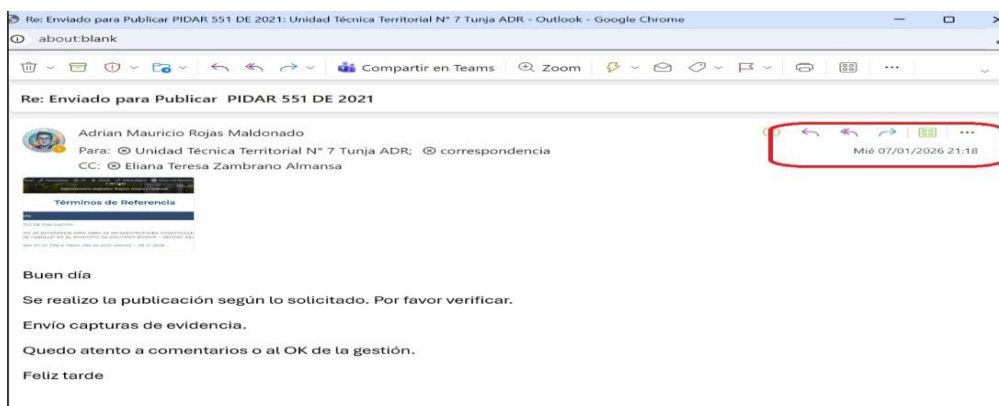 Re: Enviado para Publicar PIDAR 551 DE 2021: Unidad Técnica Territorial N° 7 Tunja ADR - Outlook - Google Chrome
about:blank
Compartir en Teams Zoom
Re: Enviado para Publicar PIDAR 551 DE 2021
Adrian Mauricio Rojas Maldonado
Para: Unidad Técnica Territorial N° 7 Tunja ADR; correspondencia
Mié 07/01/2026 21:18
CC: Eliana Teresa Zambrano Almansa
Términos de Referencia
Buen día
Se realizo la publicación según lo solicitado. Por favor verificar.
Envío capturas de evidencia.
Quedo atento a comentarios o al OK de la gestión.
Feliz tarde